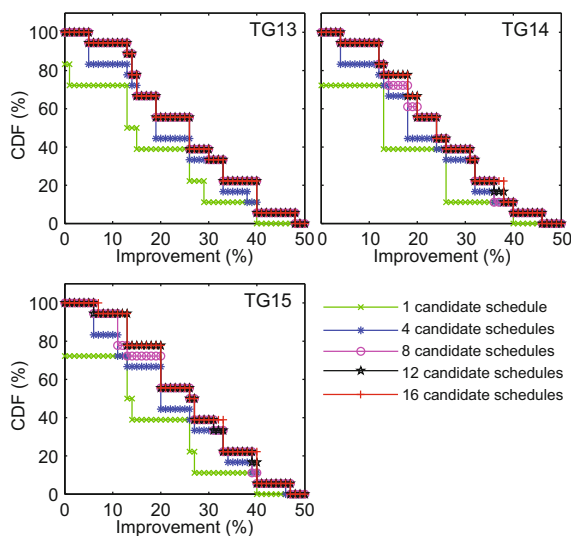 TG13
CDF (%)
100
80
60
40
20
0
0 10 20 30 40 50
Improvement (%)
TG14
100
80
60
40
20
0
0 10 20 30 40 50
Improvement (%)
TG15
CDF (%)
100
80
60
40
20
0
0 10 20 30 40 50
Improvement (%)
1 candidate schedule
4 candidate schedules
8 candidate schedules
12 candidate schedules
16 candidate schedules